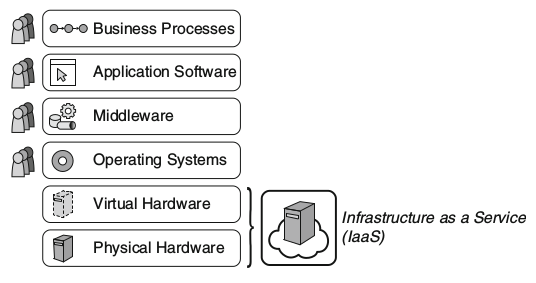 Business Processes
Application Software
Middleware
Operating Systems
Virtual Hardware
Physical Hardware
Infrastructure as a Service
(IaaS)